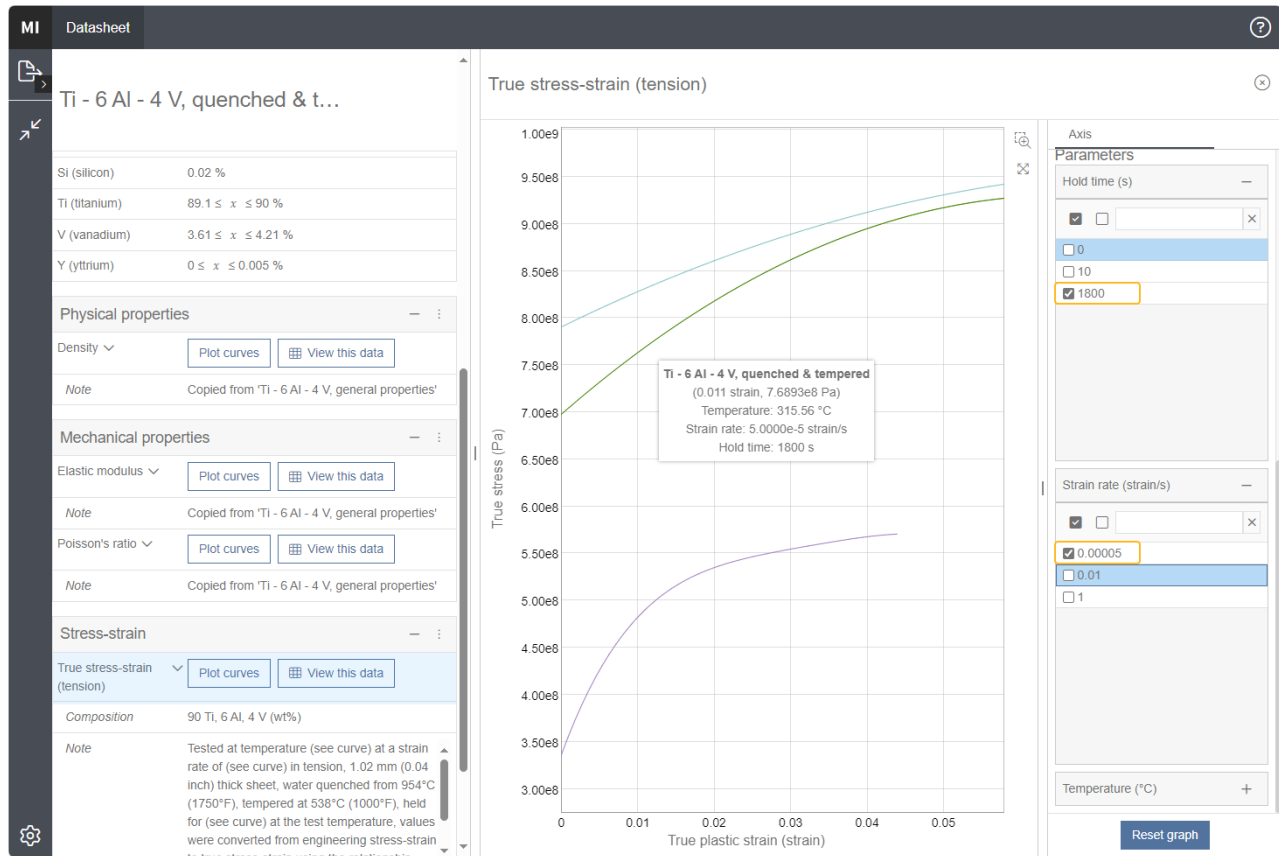 MI Datasheet
?
Ti - 6 Al - 4 V, quenched & t…
Si (silicon) 0.02 %
Ti (titanium) 89.1 ≤ x ≤ 90 %
V (vanadium) 3.61 ≤ x ≤ 4.21 %
Y (yttrium) 0 ≤ x ≤ 0.005 %
Physical properties
Density Plot curves View this data
Note Copied from 'Ti - 6 Al - 4 V, general properties'
Mechanical properties
Elastic modulus Plot curves View this data
Note Copied from 'Ti - 6 Al - 4 V, general properties'
Poisson's ratio Plot curves View this data
Note Copied from 'Ti - 6 Al - 4 V, general properties'
Stress-strain
True stress-strain
(tension)
Plot curves View this data
Composition 90 Ti, 6 Al, 4 V (wt%)
Note Tested at temperature (see curve) at a strain
rate of (see curve) in tension, 1.02 mm (0.04
inch) thick sheet, water quenched from 954°C
(1750°F), tempered at 538°C (1000°F), held
for (see curve) at the test temperature, values
were converted from engineering stress-strain
to true stress-strain using the relationship
True stress-strain (tension)
1.00e9
9.50e8
9.00e8
8.50e8
8.00e8
7.50e8
7.00e8
6.50e8
6.00e8
5.50e8
5.00e8
4.50e8
4.00e8
3.50e8
3.00e8
True stress (Pa)
Ti - 6 Al - 4 V, quenched & tempered
(0.011 strain, 7.6893e8 Pa)
Temperature: 315.56 °C
Strain rate: 5.0000e-5 strain/s
Hold time: 1800 s
0 0.01 0.02 0.03 0.04 0.05
True plastic strain (strain)
Axis
Parameters
Hold time (s)
0
10
1800
Strain rate (strain/s)
0.00005
0.01
1
Temperature (°C)
Reset graph